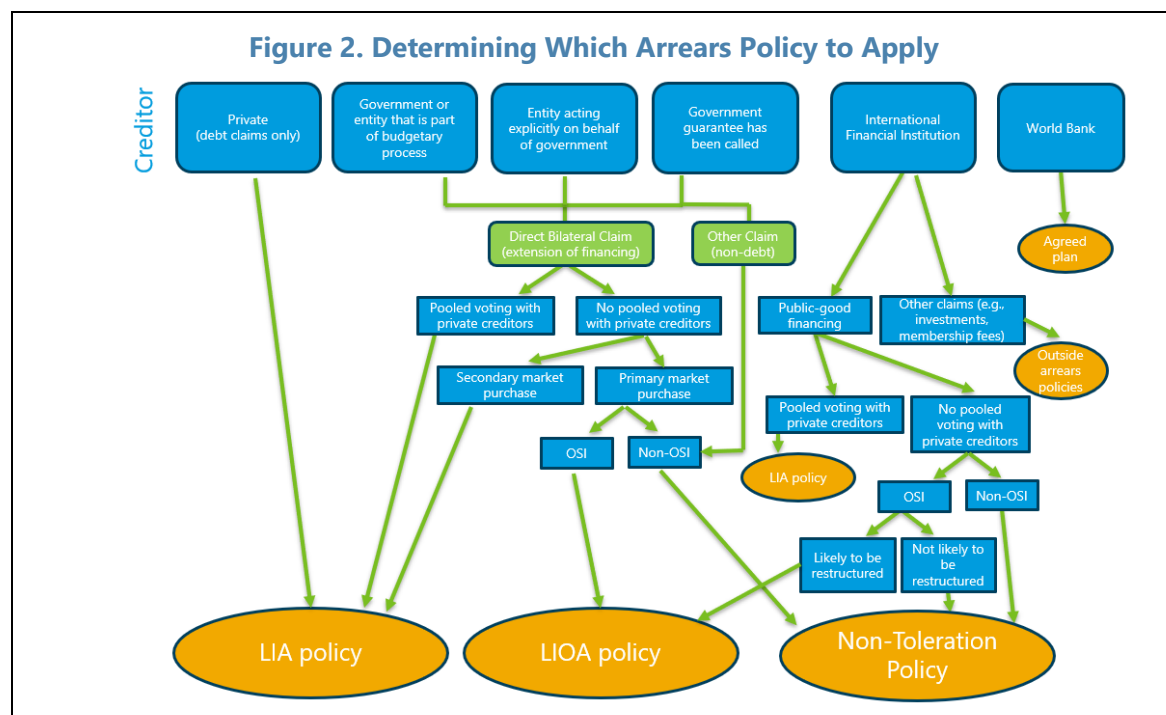 Figure 2. Determining Which Arrears Policy to Apply
Creditor
Private
(debt claims only)
Government or
entity that is part
of budgetary
process
Entity acting
explicitly on behalf
of government
Government
guarantee has
been called
International
Financial Institution
World Bank
Direct Bilateral Claim
(extension of financing)
Other Claim
(non-debt)
Agreed
plan
Pooled voting with
private creditors
No pooled voting
with private creditors
Public-good
financing
Other claims (e.g.,
investments,
membership fees)
Outside
arrears
policies
Secondary market
purchase
Primary market
purchase
Pooled voting with
private creditors
No pooled
voting with
private creditors
OSI
Non-OSI
LIA policy
OSI
Non-OSI
Likely to be
restructured
Not likely to
be
restructured
LIA policy
LIOA policy
Non-Toleration
Policy